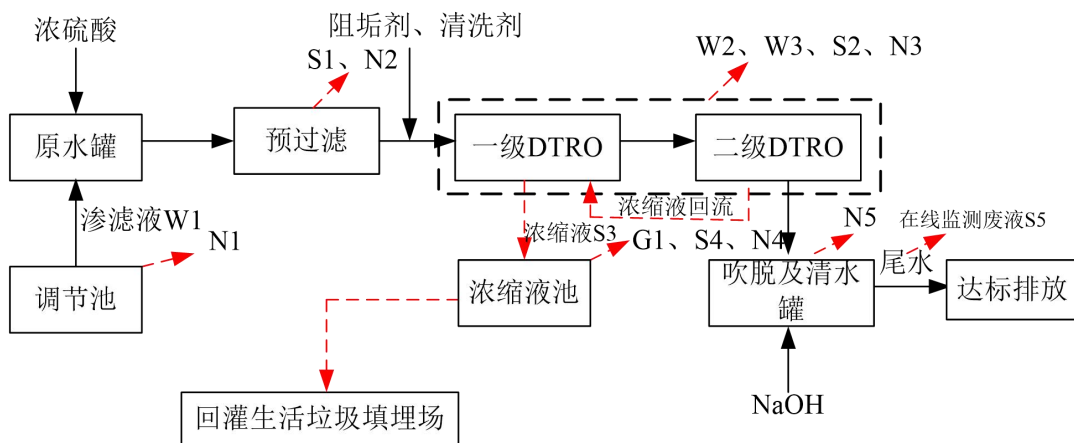 浓硫酸
阻垢剂、清洗剂
S1、N2
W2、W3、S2、N3
原水罐
预过滤
一级DTRO
二级DTRO
渗滤液W1
N1
浓缩液回流
浓缩液S3
G1、S4、N4
N5
在线监测废液S5
尾水
调节池
浓缩液池
吹脱及清水
罐
达标排放
回灌生活垃圾填埋场
NaOH